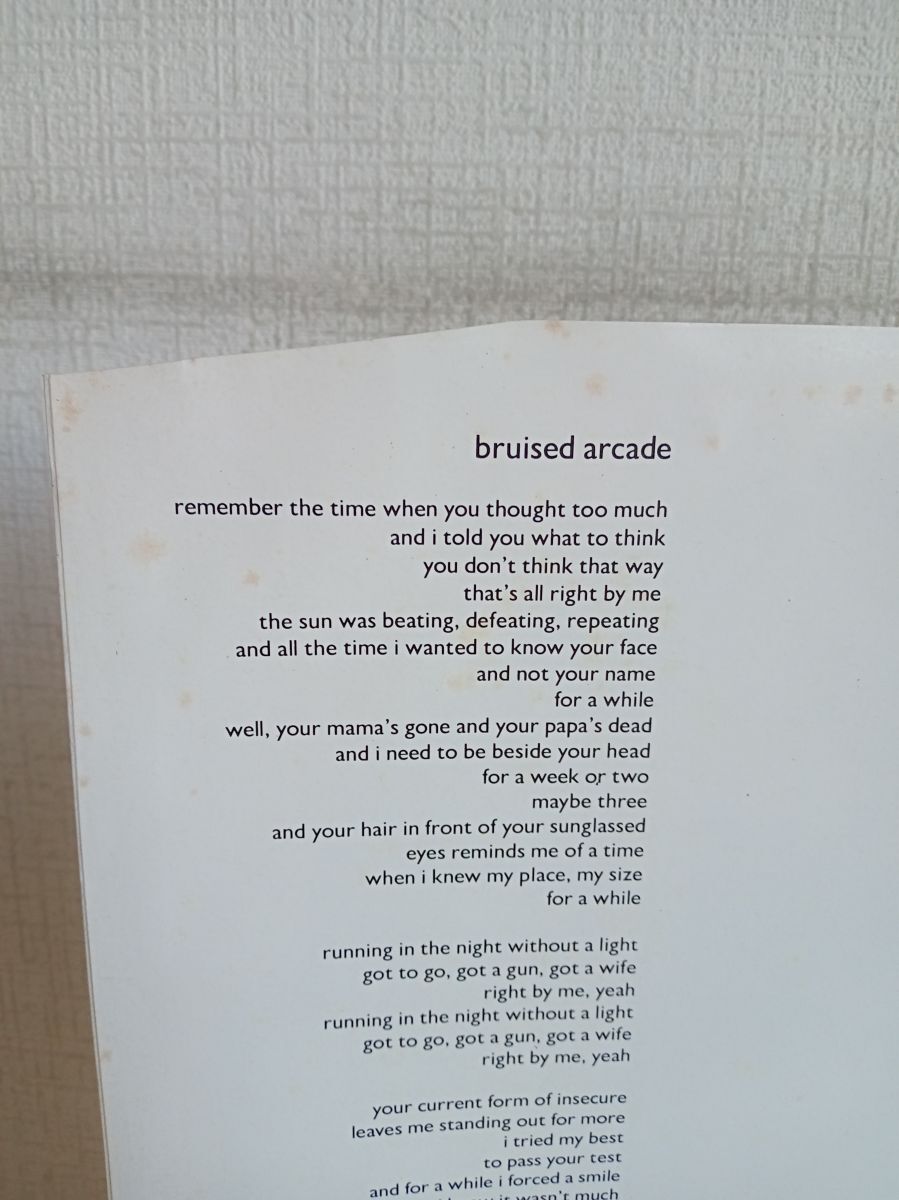 bruised arcade
remember the time when you thought too much
and i told you what to think
you don't think that way
that's all right by me
the sun was beating, defeating, repeating
and all the time i wanted to know your face
and not your name
for a while
well, your mama's gone and your papa's dead
and i need to be beside your head
for a week or two
maybe three
and your hair in front of your sunglassed
eyes reminds me of a time
when i knew my place, my size
for a while
running in the night without a light
got to go, got a gun, got a wife
right by me, yeah
running in the night without a light
got to go, got a gun, got a wife
right by me, yeah
your current form of insecure
leaves me standing out for more
i tried my best
to pass your test
and for a while i forced a smile
it wasn't much